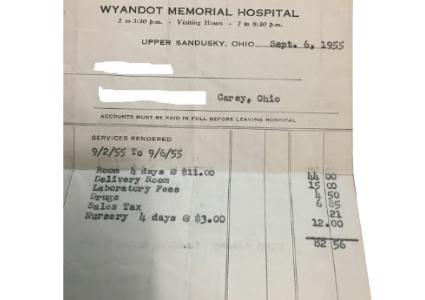 WYANDOT MEMORIAL HOSPITAL
2 to 3:30 p.m. - Visiting Hours - 7 to 8:30 p.m.
UPPER SANDUSKY, OHIO Sept. 6, 1955
Carey, Ohio
ACCOUNTS MUST BE PAID IN FULL BEFORE LEAVING HOSPITAL
SERVICES RENDERED
9/2/55 To 9/6/55
Room 4 days @ $11.00 44 00
Delivery Room 15 00
Laboratory Fees 4 50
Drugs 6 85
Sales Tax 21
Nursery 4 days @ $3.00 12.00
82 56